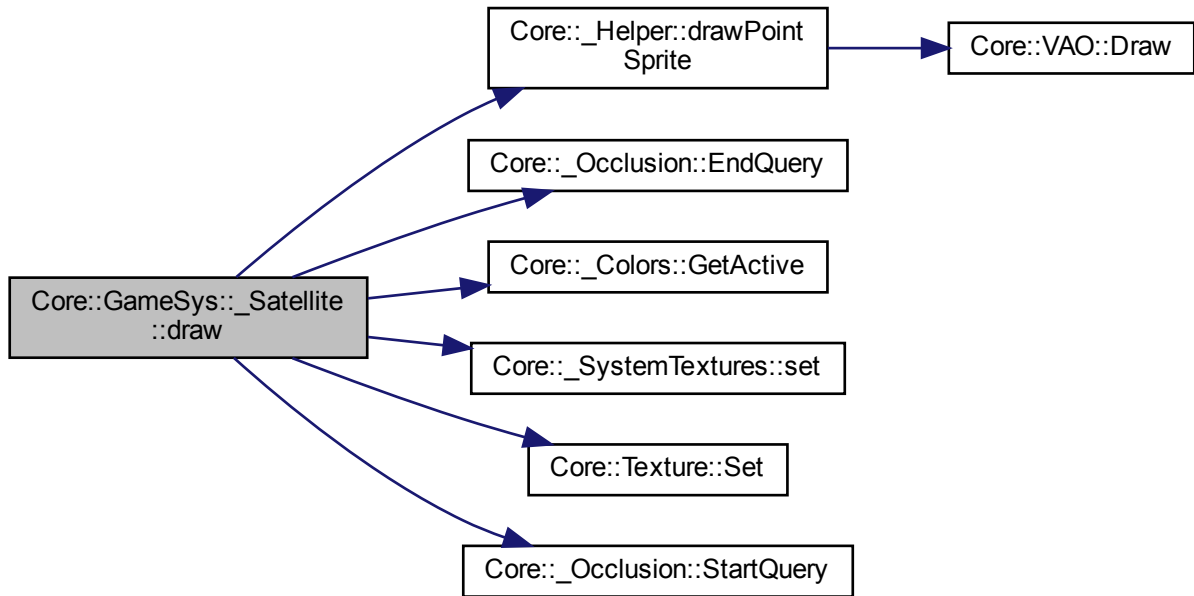 Core::GameSys::_Satellite
::draw
Core::_Helper::drawPoint
Sprite
Core::VAO::Draw
Core::_Occlusion::EndQuery
Core::_Colors::GetActive
Core::_SystemTextures::set
Core::Texture::Set
Core::_Occlusion::StartQuery